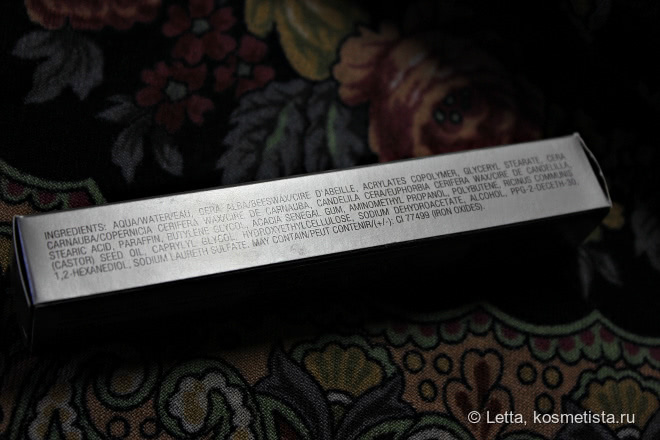 INGREDIENTS: AQUA/WATER/EAU, CERA ALBA/BEESWAX/CIRE D'ABEILLE, ACRYLATES COPOLYMER, GLYCERYL STEARATE, CERA
CARNAUBA/COPERNICIA CERIFERA WAX/CIRE DE CARNAUBA, CANDELILLA CERA/EUPHORBIA CERIFERA WAX/CIRE DE CANDELILLA,
STEARIC ACID, PARAFFIN, BUTYLENE GLYCOL, ACACIA SENEGAL GUM, AMINOMETHYL PROPANOL, POLYBUTENE, RICINUS COMMUNIS
(CASTOR) SEED OIL, CAPRYLYL GLYCOL, HYDROXYETHYLCELLULOSE, SODIUM DEHYDROACETATE, ALCOHOL, PPG-2-DECETH-30,
1,2-HEXANEDIOL, SODIUM LAURETH SULFATE. MAY CONTAIN/PEUT CONTENIR/(+/-): CI 77499 (IRON OXIDES).
© Letta, kosmetista.ru